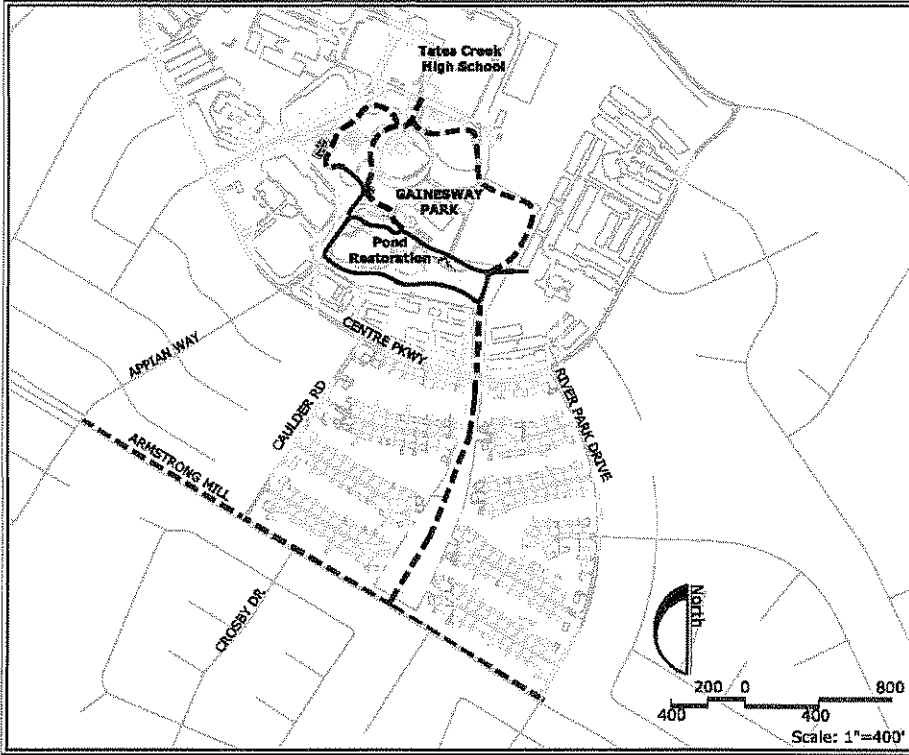 Tates Creek
High School
GAINESWAY
PARK
Pond
Restoration
CENTRE PKWY.
APPIAN WAY
CAULDER RD
RIVER PARK DRIVE
ARMSTRONG MILL
CROSBY DR.
North
200 0 800
400 400
Scale: 1"=400'